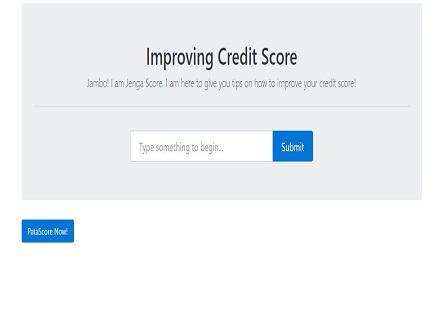 Improving Credit Score
Jambo! I am Jenga Score. I am here to give you tips on how to improve your credit score!
Type something to begin...
Submit
PataScore Now!